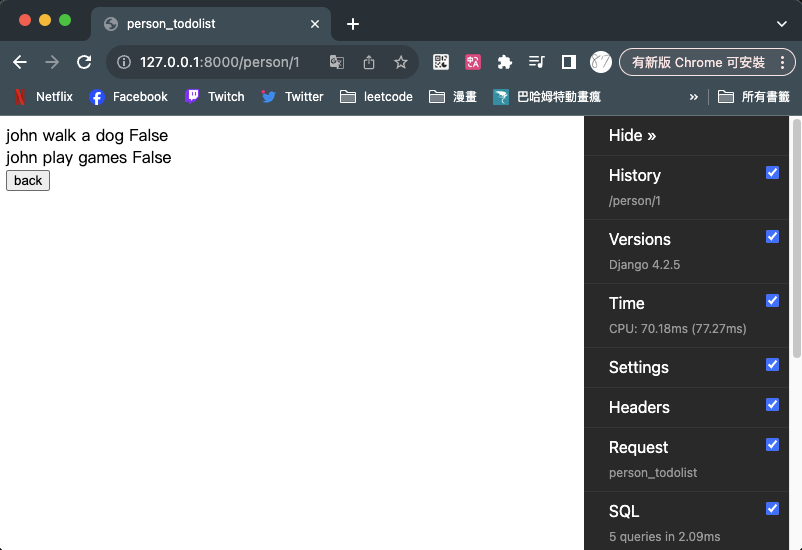 person_todolist
127.0.0.1:8000/person/1
有新版 Chrome 可安裝
Netflix
Facebook
Twitch
Twitter
leetcode
漫畫
巴哈姆特動畫瘋
»
所有書籤
john walk a dog False
john play games False
back
Hide »
History
/person/1
Versions
Django 4.2.5
Time
CPU: 70.18ms (77.27ms)
Settings
Headers
Request
person_todolist
SQL
5 queries in 2.09ms